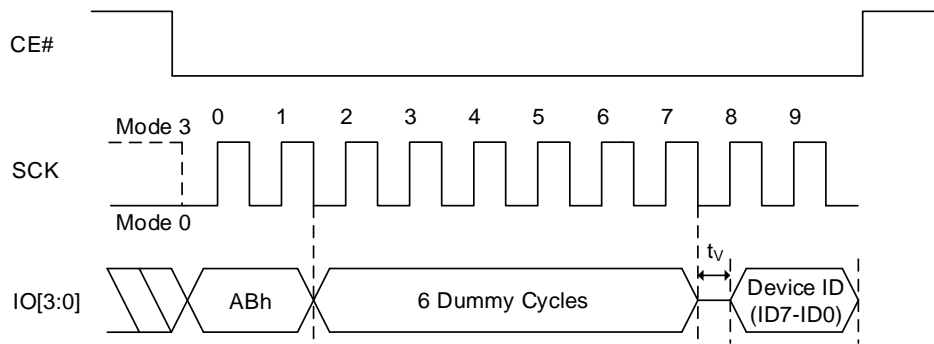 CE#
Mode 3
0 1 2 3 4 5 6 7 8 9
SCK
Mode 0
tV
IO[3:0]
ABh
6 Dummy Cycles
Device ID
(ID7-ID0)